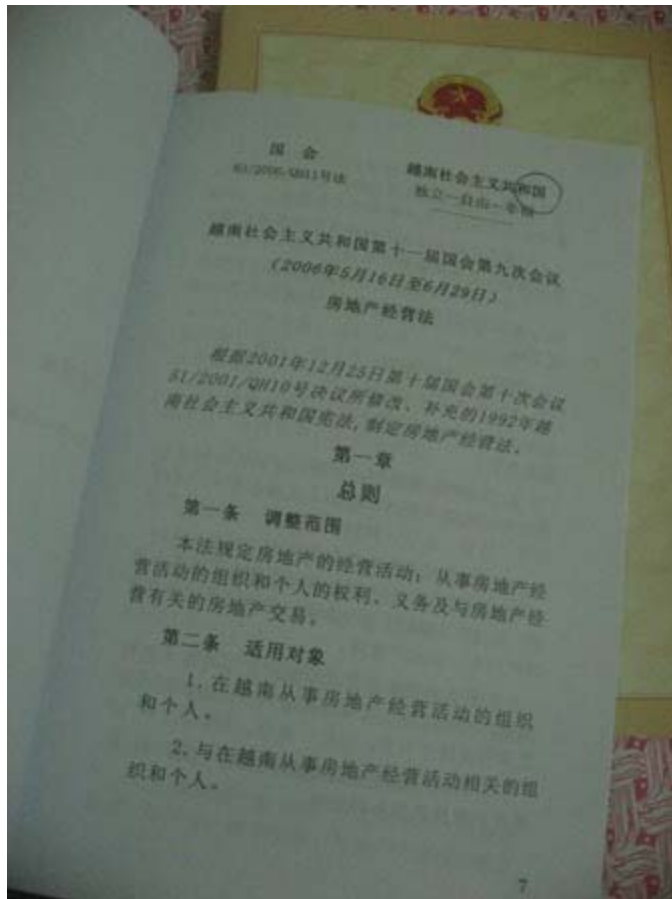 国 会
越南社会主义共和国
63/2006/QH11号法
独立－自由－幸福
越南社会主义共和国第十一届国会第九次会议
(2006年5月16日至6月29日)
房地产经营法
根据2001年12月25日第十届国会第十次会议
51/2001/QH10号决议所修改、补充的1992年越
南社会主义共和国宪法,制定房地产经营法。
第一章
总则
第一条 调整范围
本法规定房地产的经营活动；从事房地产经
营活动的组织和个人的权利、义务及与房地产经
营有关的房地产交易。
第二条 适用对象
1.在越南从事房地产经营活动的组织
和个人。
2.与在越南从事房地产经营活动相关的组
织和个人。
7